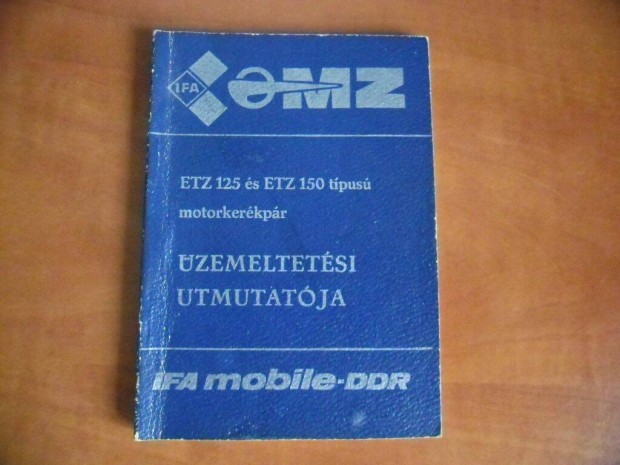 IFA MZ
ETZ 125 és ETZ 150 típusú
motorkerékpár
ÜZEMELTETÉSI
UTMUTATÓJA
IFA mobile-DDR